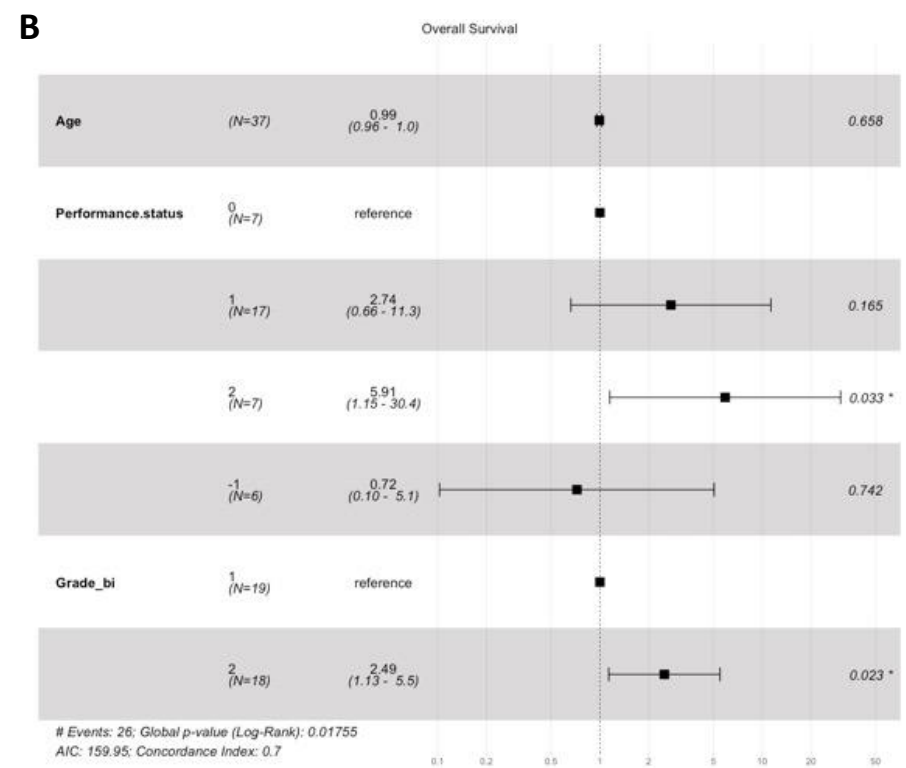 B
Overall Survival
Age (N=37) 0.99 0.658
(0.96 - 1.0)
Performance.status 0 reference
(N=7)
1 2.74 0.165
(N=17) (0.66 - 11.3)
2 5.91 0.033 *
(N=7) (1.15 - 30.4)
-1 0.72 0.742
(N=6) (0.10 - 5.1)
Grade_bi 1 reference
(N=19)
2 2.49 0.023 *
(N=18) (1.13 - 5.5)
# Events: 26; Global p-value (Log-Rank): 0.01755
AIC: 159.95; Concordance Index: 0.7
0.1 0.2 0.5 1 2 5 10 20 50